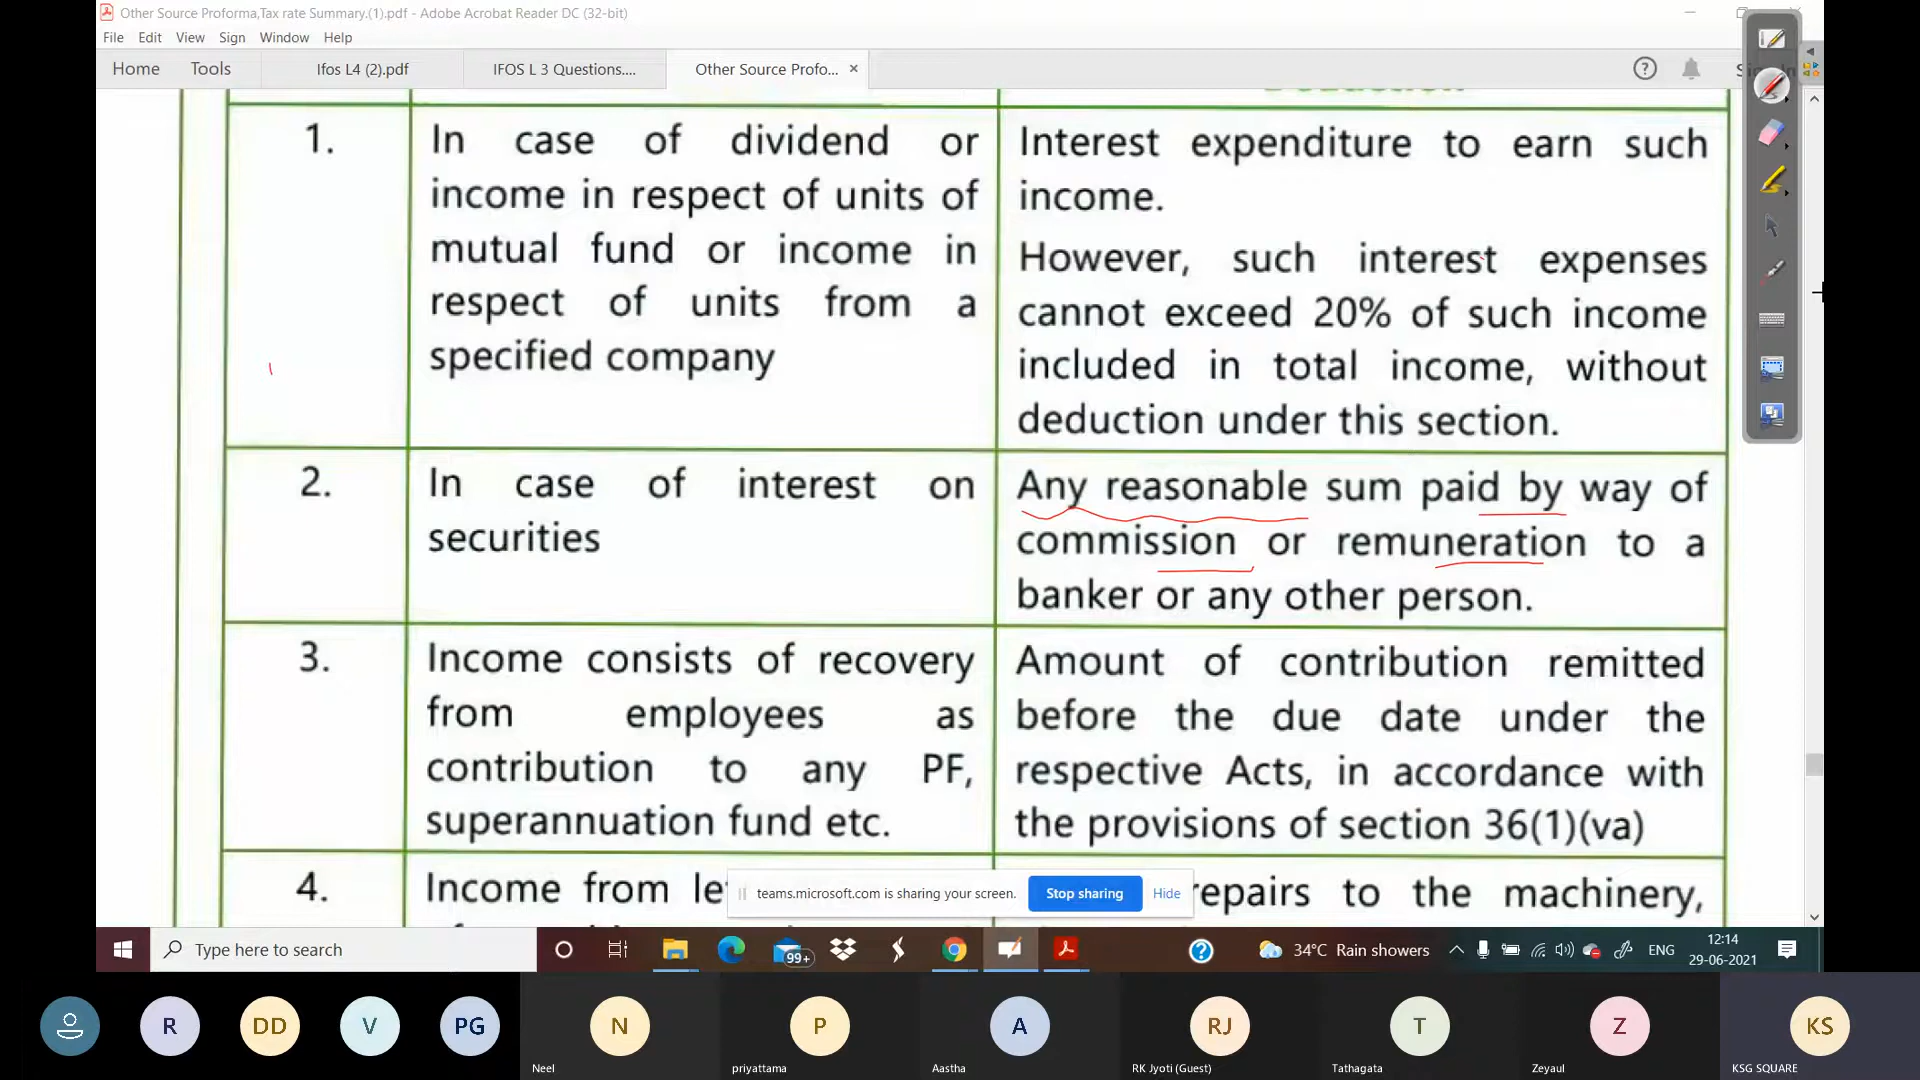 Other Source Proforma,Tax rate Summary.(1).pdf - Adobe Acrobat Reader DC (32-bit)
File Edit View Sign Window Help
Home Tools Ifos L4 (2).pdf IFOS L 3 Questions.... Other Source Profo... ×
1. In case of dividend or
income in respect of units of
mutual fund or income in
respect of units from a
specified company
Interest expenditure to earn such
income.
However, such interest expenses
cannot exceed 20% of such income
included in total income, without
deduction under this section.
2. In case of interest on
securities
Any reasonable sum paid by way of
commission or remuneration to a
banker or any other person.
3. Income consists of recovery
from employees as
contribution to any PF,
superannuation fund etc.
Amount of contribution remitted
before the due date under the
respective Acts, in accordance with
the provisions of section 36(1)(va)
4. Income from
repairs to the machinery,
teams.microsoft.com is sharing your screen. Stop sharing Hide
Type here to search
99+
34°C Rain showers
ENG
12:14
29-06-2021
R DD V PG N P A RJ T Z KS
Neel priyattama Aastha RK Jyoti (Guest) Tathagata Zeyaul KSG SQUARE